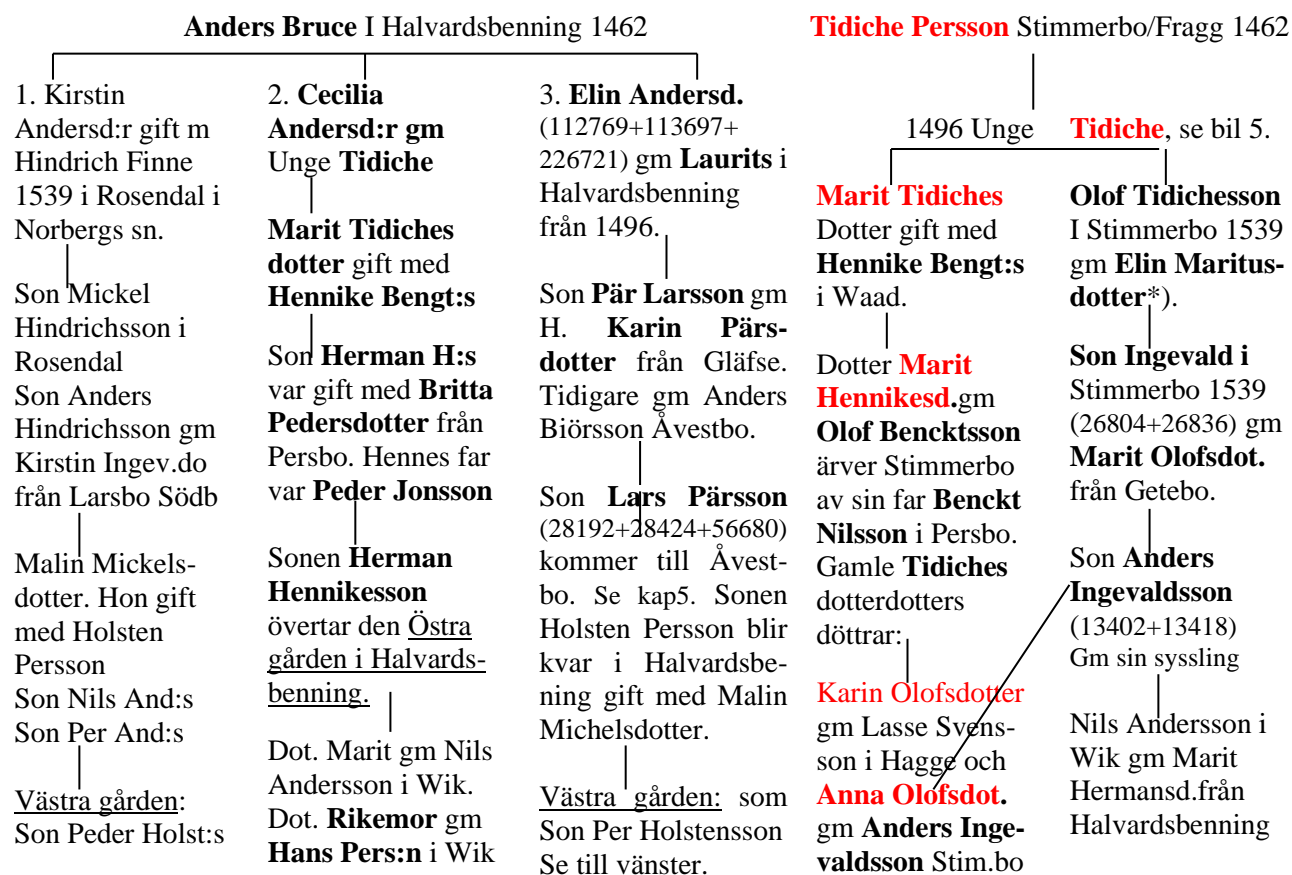 Anders Bruce I Halvardsbenning 1462
1. Kirstin
Andersd:r gift m
Hindrich Finne
1539 i Rosendal i
Norbergs sn.
Son Mickel
Hindrichsson i
Rosendal
Son Anders
Hindrichsson gm
Kirstin Ingev.do
från Larsbo Södb
Malin Mickels-
dotter. Hon gift
med Holsten
Persson
Son Nils And:s
Son Per And:s
Västra gården:
Son Peder Holst:s
2. Cecilia
Andersd:r gm
Unge Tidiche
Marit Tidiches
dotter gift med
Hennike Bengt:s
Son Herman H:s
var gift med Britta
Pedersdotter från
Persbo. Hennes far
var Peder Jonsson
Sonen Herman
Hennikesson
övertar den Östra
gården i Halvards-
benning.
Dot. Marit gm Nils
Andersson i Wik.
Dot. Rikemor gm
Hans Pers:n i Wik
3. Elin Andersd.
(112769+113697+
226721) gm Laurits i
Halvardsbenning
från 1496.
Son Pär Larsson gm
H. Karin Pärs-
dotter från Gläfse.
Tidigare gm Anders
Biörsson Åvestbo.
Son Lars Pärsson
(28192+28424+56680)
kommer till Åvest-
bo. Se kap5. Sonen
Holsten Persson blir
kvar i Halvardsbe-
ning gift med Malin
Michelsdotter.
Västra gården: som
Son Per Holstensson
Se till vänster.
Tidiche Persson Stimmerbo/Fragg 1462
1496 Unge Tidiche, se bil 5.
Marit Tidiches
Dotter gift med
Hennike Bengt:s
i Waad.
Dotter Marit
Hennikesd.gm
Olof Bencktsson
ärver Stimmerbo
av sin far Benckt
Nilsson i Persbo.
Gamle Tidiches
dotterdotters
döttrar:
Karin Olofsdotter
gm Lasse Svens-
son i Hagge och
Anna Olofsdot.
gm Anders Inge-
valdsson Stim.bo
Olof Tidichesson
I Stimmerbo 1539
gm Elin Maritus-
dotter*).
Son Ingevald i
Stimmerbo 1539
(26804+26836) gm
Marit Olofsdot.
från Getebo.
Son Anders
Ingevaldsson
(13402+13418)
Gm sin syssling
Nils Andersson i
Wik gm Marit
Hermansd.från
Halvardsbenning